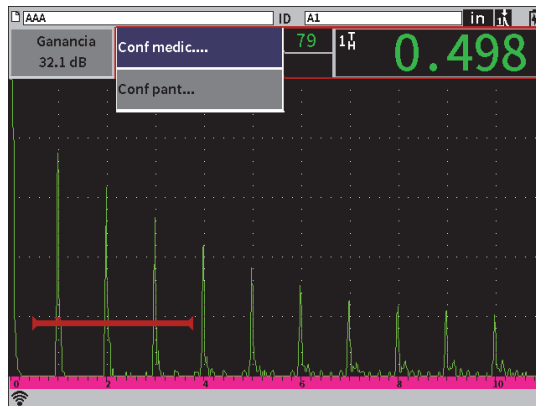 AAA ID A1 in
Ganancia
32.1 dB
Conf medic....
Conf pant...
79
1 T H 0.498
0 2 4 6 8 10